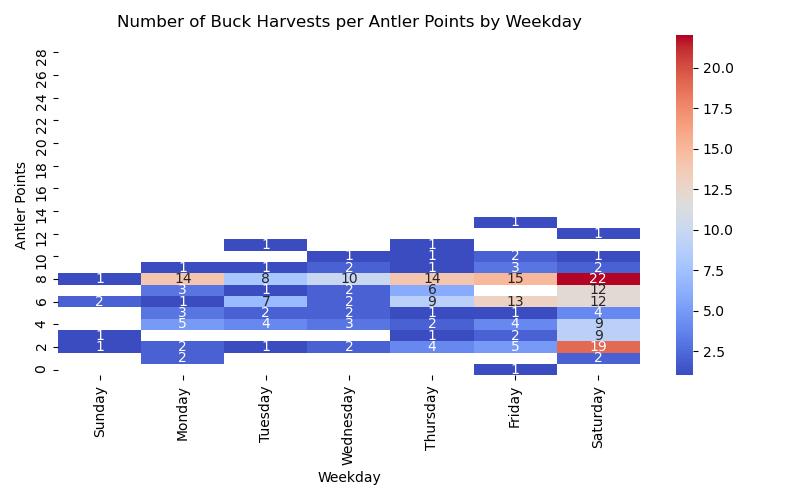 Number of Buck Harvests per Antler Points by Weekday
Antler Points
28
26
24
22
20
18
16
14
1
12 1
1 1
10 1 1 2 1
1 1 2 1 3 2
8 1 14 8 10 14 15 22
3 1 2 6 12
6 2 1 7 2 9 13 12
3 2 2 1 1 4
4 5 4 3 2 4 9
1 1 2 9
2 1 2 1 2 4 5 19
2 2
0 1
Sunday Monday Tuesday Wednesday Thursday Friday Saturday
Weekday
20.0
17.5
15.0
12.5
10.0
7.5
5.0
2.5